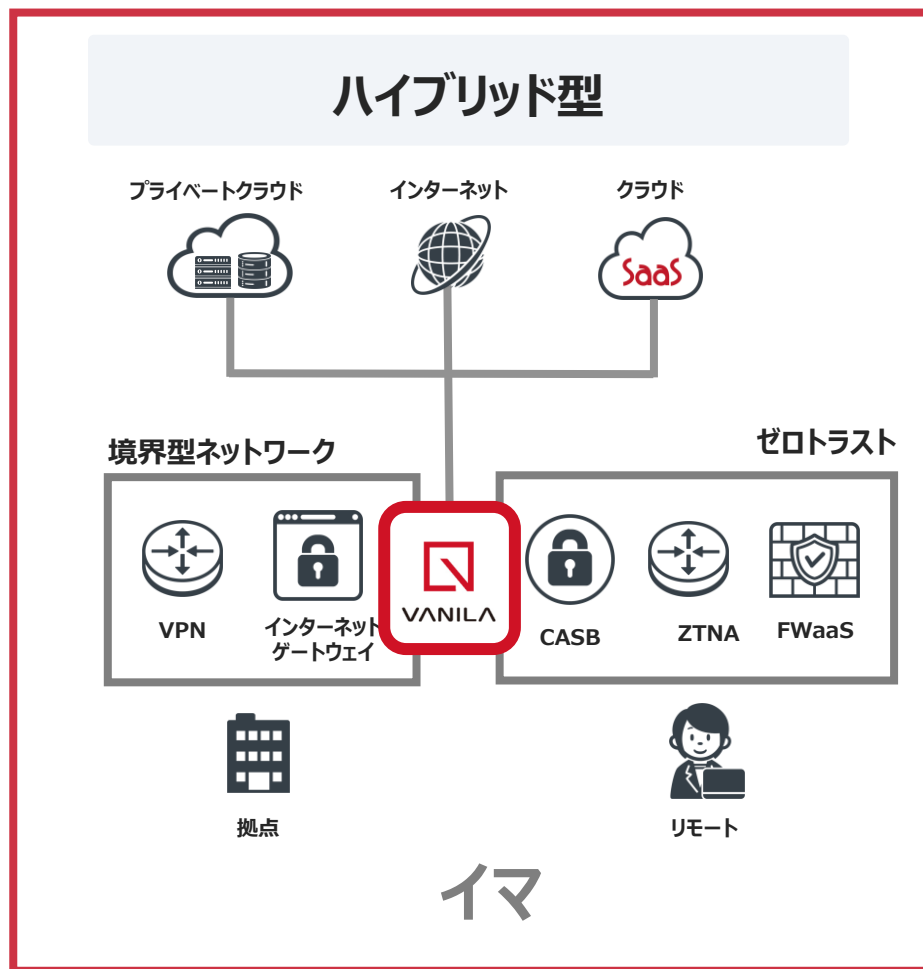 ハイブリッド型
プライベートクラウド
インターネット
クラウド
SaaS
境界型ネットワーク
ゼロトラスト
VPN
インターネット
ゲートウェイ
VANILA
CASB
ZTNA
FWaaS
拠点
リモート
イマ